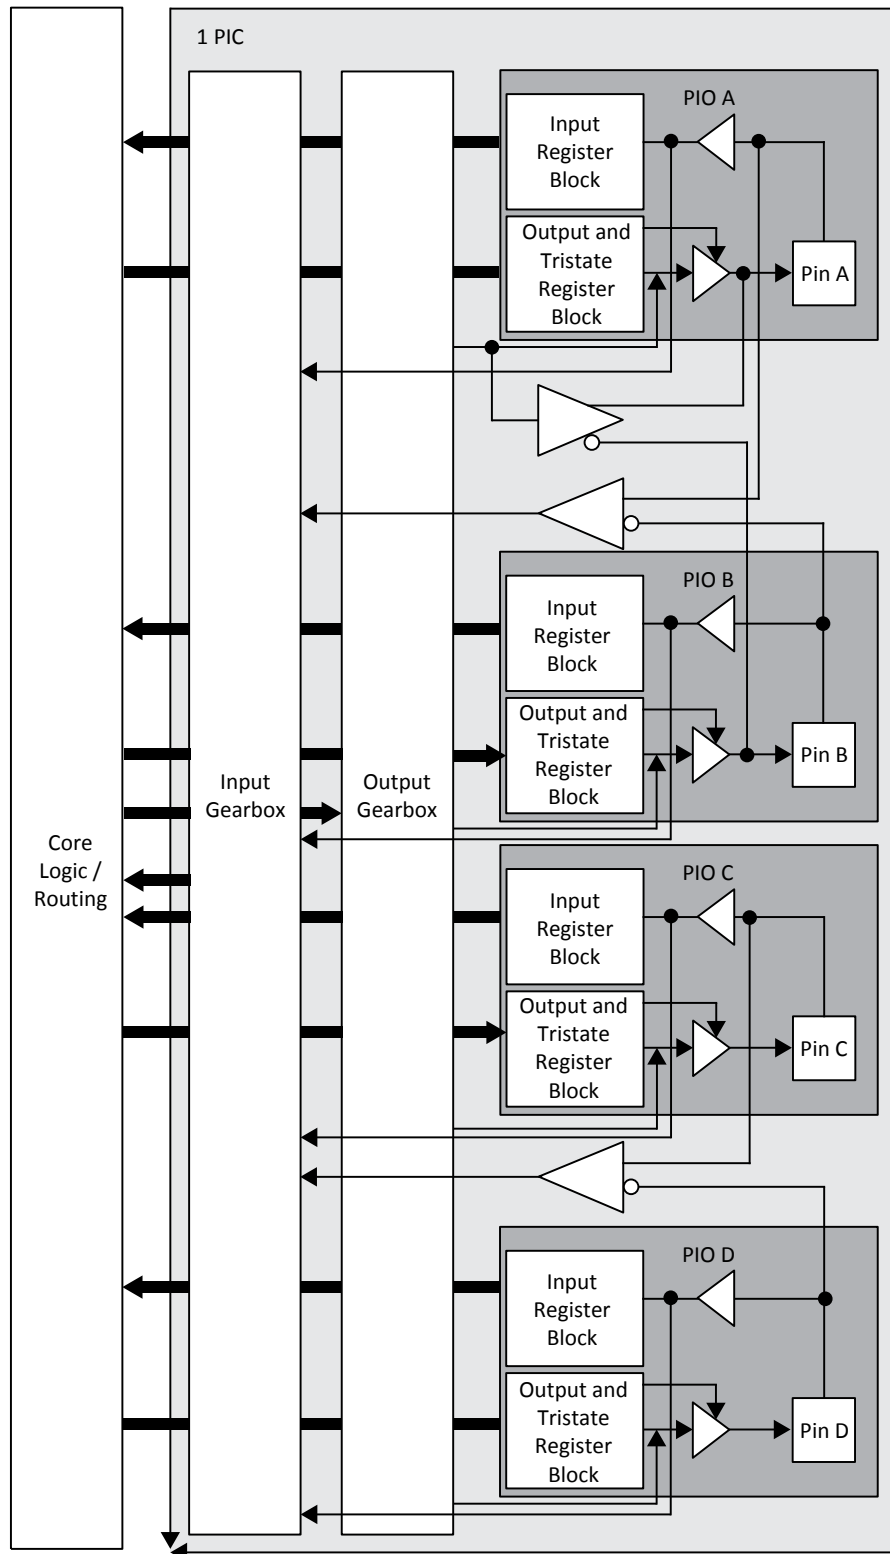 1 PIC
PIO A
Input
Register
Block
Output and
Tristate
Register
Block
Pin A
PIO B
Input
Register
Block
Output and
Tristate
Register
Block
Pin B
Input
Gearbox
Output
Gearbox
Core
Logic /
Routing
PIO C
Input
Register
Block
Output and
Tristate
Register
Block
Pin C
PIO D
Input
Register
Block
Output and
Tristate
Register
Block
Pin D